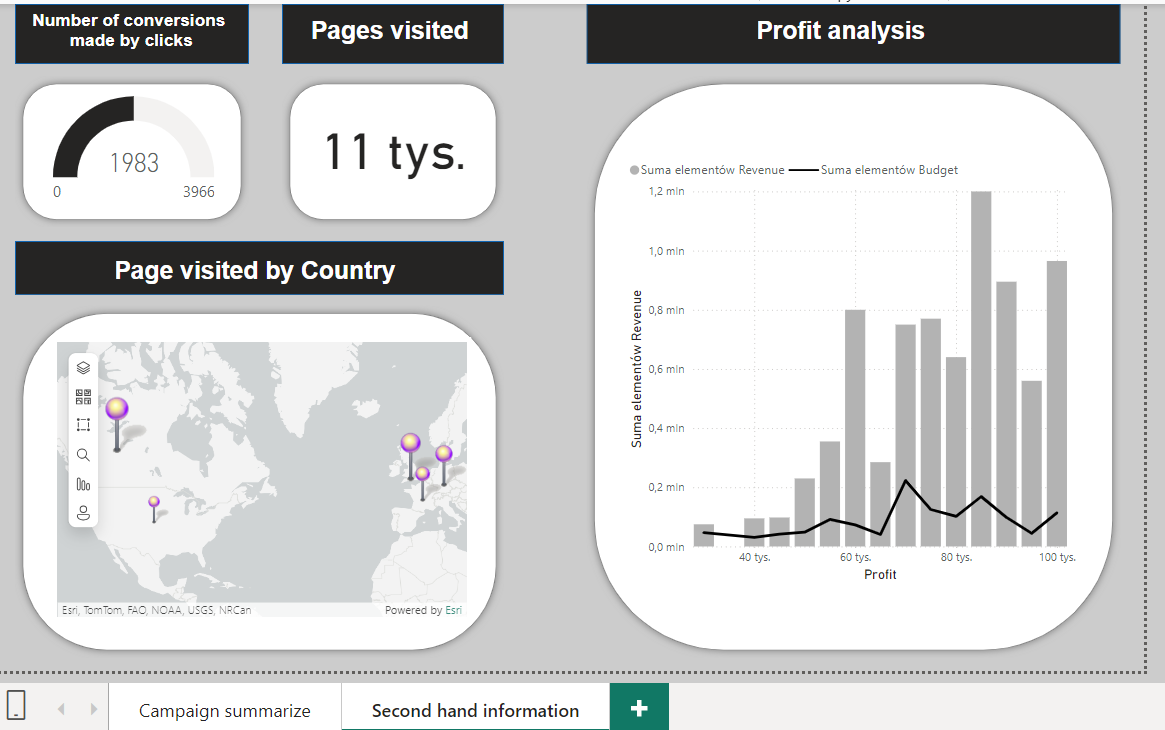 Number of conversions
made by clicks
Pages visited
Profit analysis
1983
0
3966
11 tys.
Suma elementów Revenue
Suma elementów Budget
1,2 mln
1,0 mln
0,8 mln
0,6 mln
0,4 mln
0,2 mln
0,0 mln
Suma elementów Revenue
40 tys.
60 tys.
80 tys.
100 tys.
Profit
Page visited by Country
Esri, TomTom, FAO, NOAA, USGS, NRCan
Powered by Esri
Campaign summarize
Second hand information
+